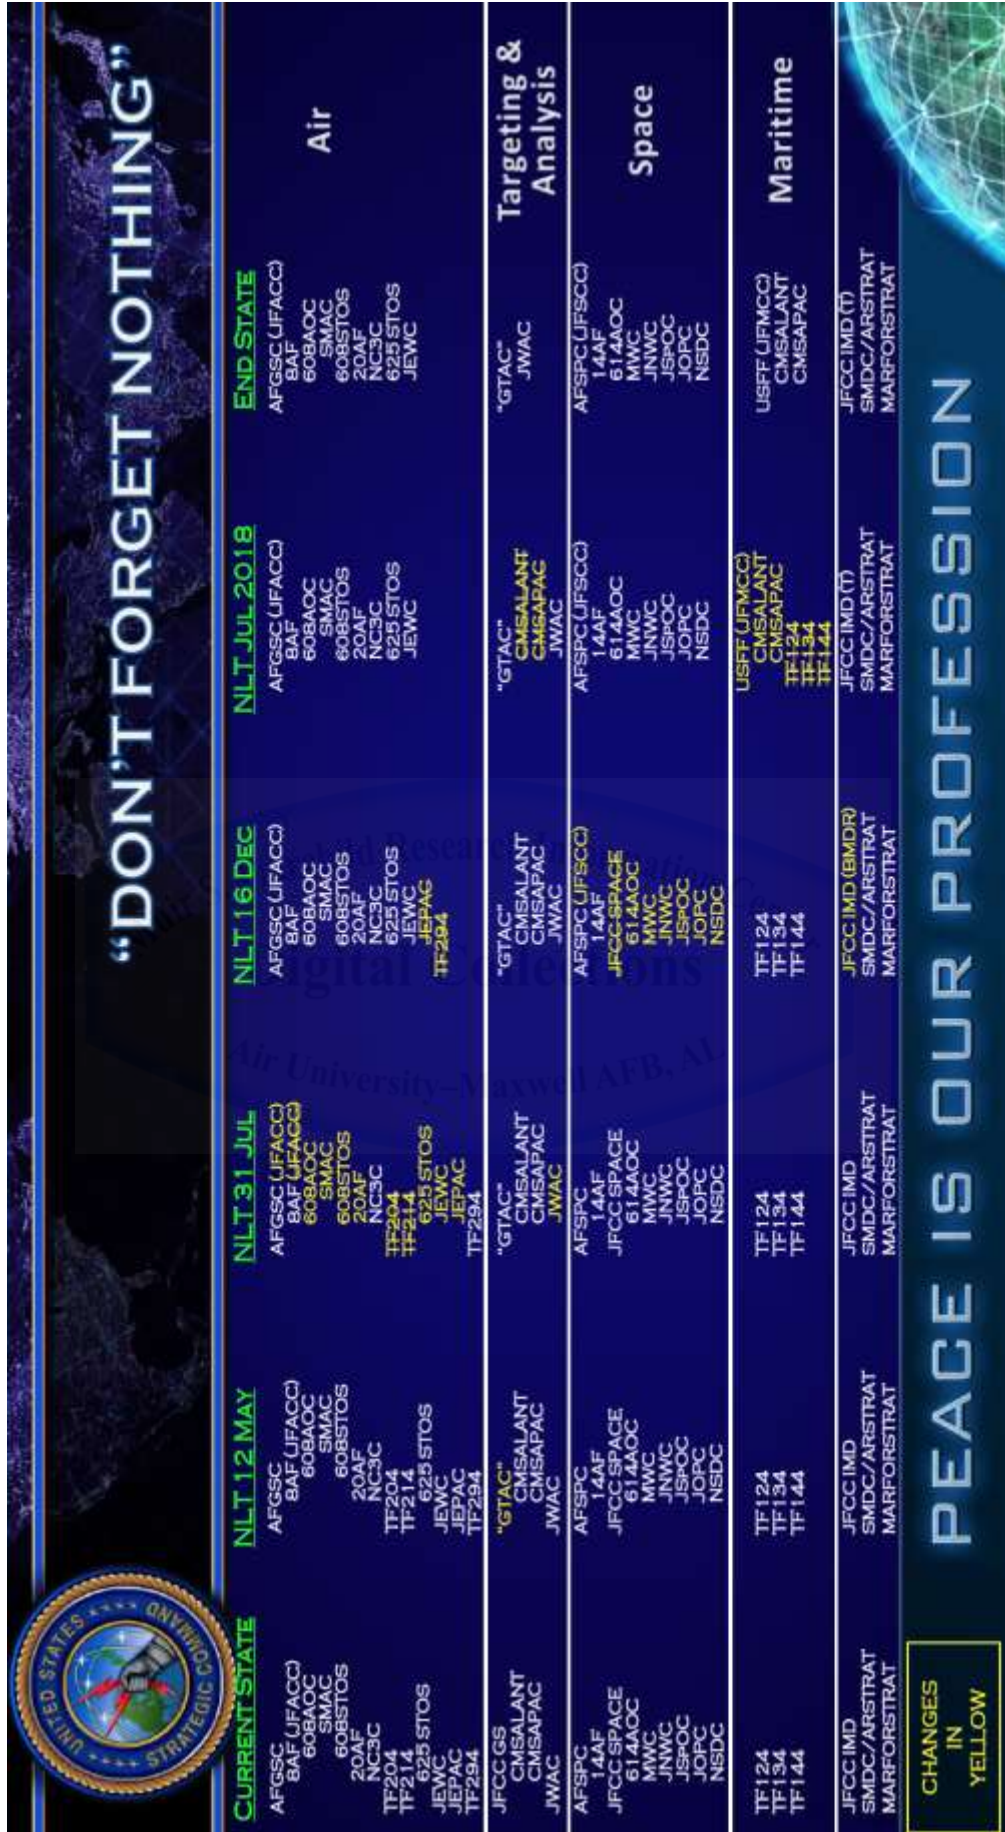 UNITED STATES
STRATEGIC COMMAND
“DON’T FORGET NOTHING”
CURRENT STATE
AFGSC
8AF (JFACC)
608AOC
SMAC
608STOS
20AF
NC3C
TF204
TF214
625 STOS
JEWC
JEPAC
TF294
JFCC GS
CMSALANT
CMSAPAC
JWAC
AFSPC
14AF
JFCC SPACE
614AOC
MWC
JNWC
JSPOC
JOPC
NSDC
TF124
TF134
TF144
JFCC IMD
SMDC/ARSTRAT
MARFORSTRAT
NLT 12 MAY
AFGSC
8AF (JFACC)
608AOC
SMAC
608STOS
20AF
NC3C
TF204
TF214
625 STOS
JEWC
JEPAC
TF294
"GTAC"
CMSALANT
CMSAPAC
JWAC
AFSPC
14AF
JFCC SPACE
614AOC
MWC
JNWC
JSPOC
JOPC
NSDC
TF124
TF134
TF144
JFCC IMD
SMDC/ARSTRAT
MARFORSTRAT
NLT 31 JUL
AFGSC (JFACC)
8AF (JFACC)
608AOC
SMAC
608STOS
20AF
NC3C
TF204
TF214
625 STOS
JEWC
JEPAC
TF294
"GTAC"
CMSALANT
CMSAPAC
JWAC
AFSPC
14AF
JFCC SPACE
614AOC
MWC
JNWC
JSPOC
JOPC
NSDC
TF124
TF134
TF144
JFCC IMD
SMDC/ARSTRAT
MARFORSTRAT
NLT 16 DEC
AFGSC (JFACC)
8AF
608AOC
SMAC
608STOS
20AF
NC3C
625 STOS
JEWC
JEPAC
TF294
"GTAC"
CMSALANT
CMSAPAC
JWAC
AFSPC (JFSCC)
14AF
JFCC SPACE
614AOC
MWC
JNWC
JSPOC
JOPC
NSDC
TF124
TF134
TF144
JFCC IMD (BMDR)
SMDC/ARSTRAT
MARFORSTRAT
NLT JUL 2018
AFGSC (JFACC)
8AF
608AOC
SMAC
608STOS
20AF
NC3C
625 STOS
JEWC
"GTAC"
CMSALANT
CMSAPAC
JWAC
AFSPC (JFSCC)
14AF
614AOC
MWC
JNWC
JSPOC
JOPC
NSDC
USFF (JFMCC)
CMSALANT
CMSAPAC
TF124
TF134
TF144
JFCC IMD (T)
SMDC/ARSTRAT
MARFORSTRAT
END STATE
AFGSC (JFACC)
8AF
608AOC
SMAC
608STOS
20AF
NC3C
625 STOS
JEWC
"GTAC"
JWAC
AFSPC (JFSCC)
14AF
614AOC
MWC
JNWC
JSPOC
JOPC
NSDC
USFF (JFMCC)
CMSALANT
CMSAPAC
JFCC IMD (T)
SMDC/ARSTRAT
MARFORSTRAT
Air
Targeting &
Analysis
Space
Maritime
Research Information
Digital Collections
Air University–Maxwell AFB, AL
CHANGES
IN
YELLOW
PEACE IS OUR PROFESSION